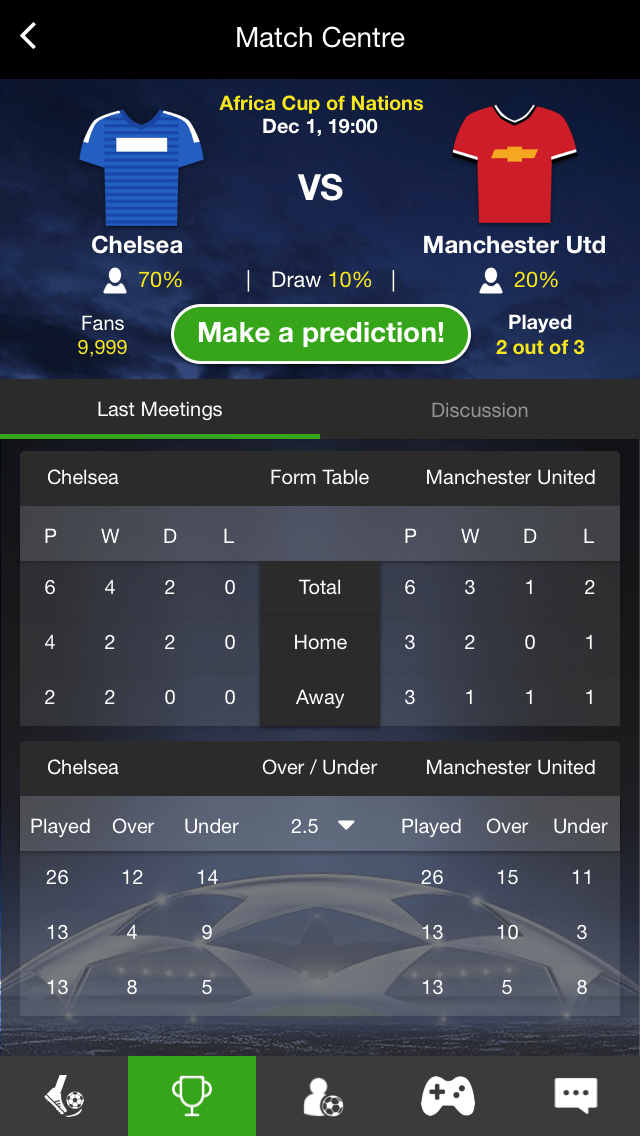 Match Centre
Africa Cup of Nations
Dec 1, 19:00
VS
Chelsea Manchester Utd
70% | Draw 10% | 20%
Fans Make a prediction! Played
9,999 2 out of 3
Last Meetings Discussion
Chelsea Form Table Manchester United
P W D L P W D L
6 4 2 0 Total 6 3 1 2
4 2 2 0 Home 3 2 0 1
2 2 0 0 Away 3 1 1 1
Chelsea Over / Under Manchester United
Played Over Under 2.5 Played Over Under
26 12 14 26 15 11
13 4 9 13 10 3
13 8 5 13 5 8